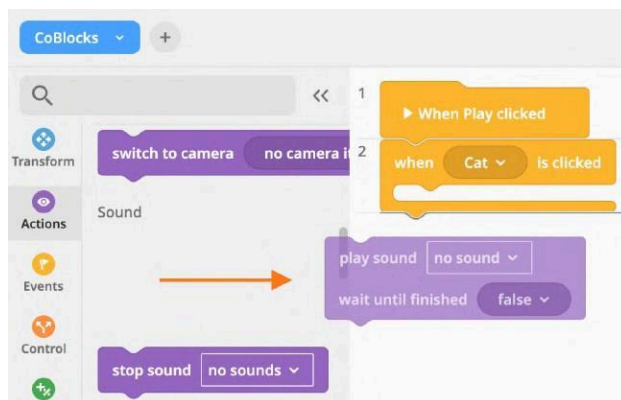 CoBlocks
+
1
When Play clicked
2
switch to camera no camera
when Cat is clicked
Transform
Sound
Actions
play sound no sound
Events
wait until finished false
Control
stop sound no sounds